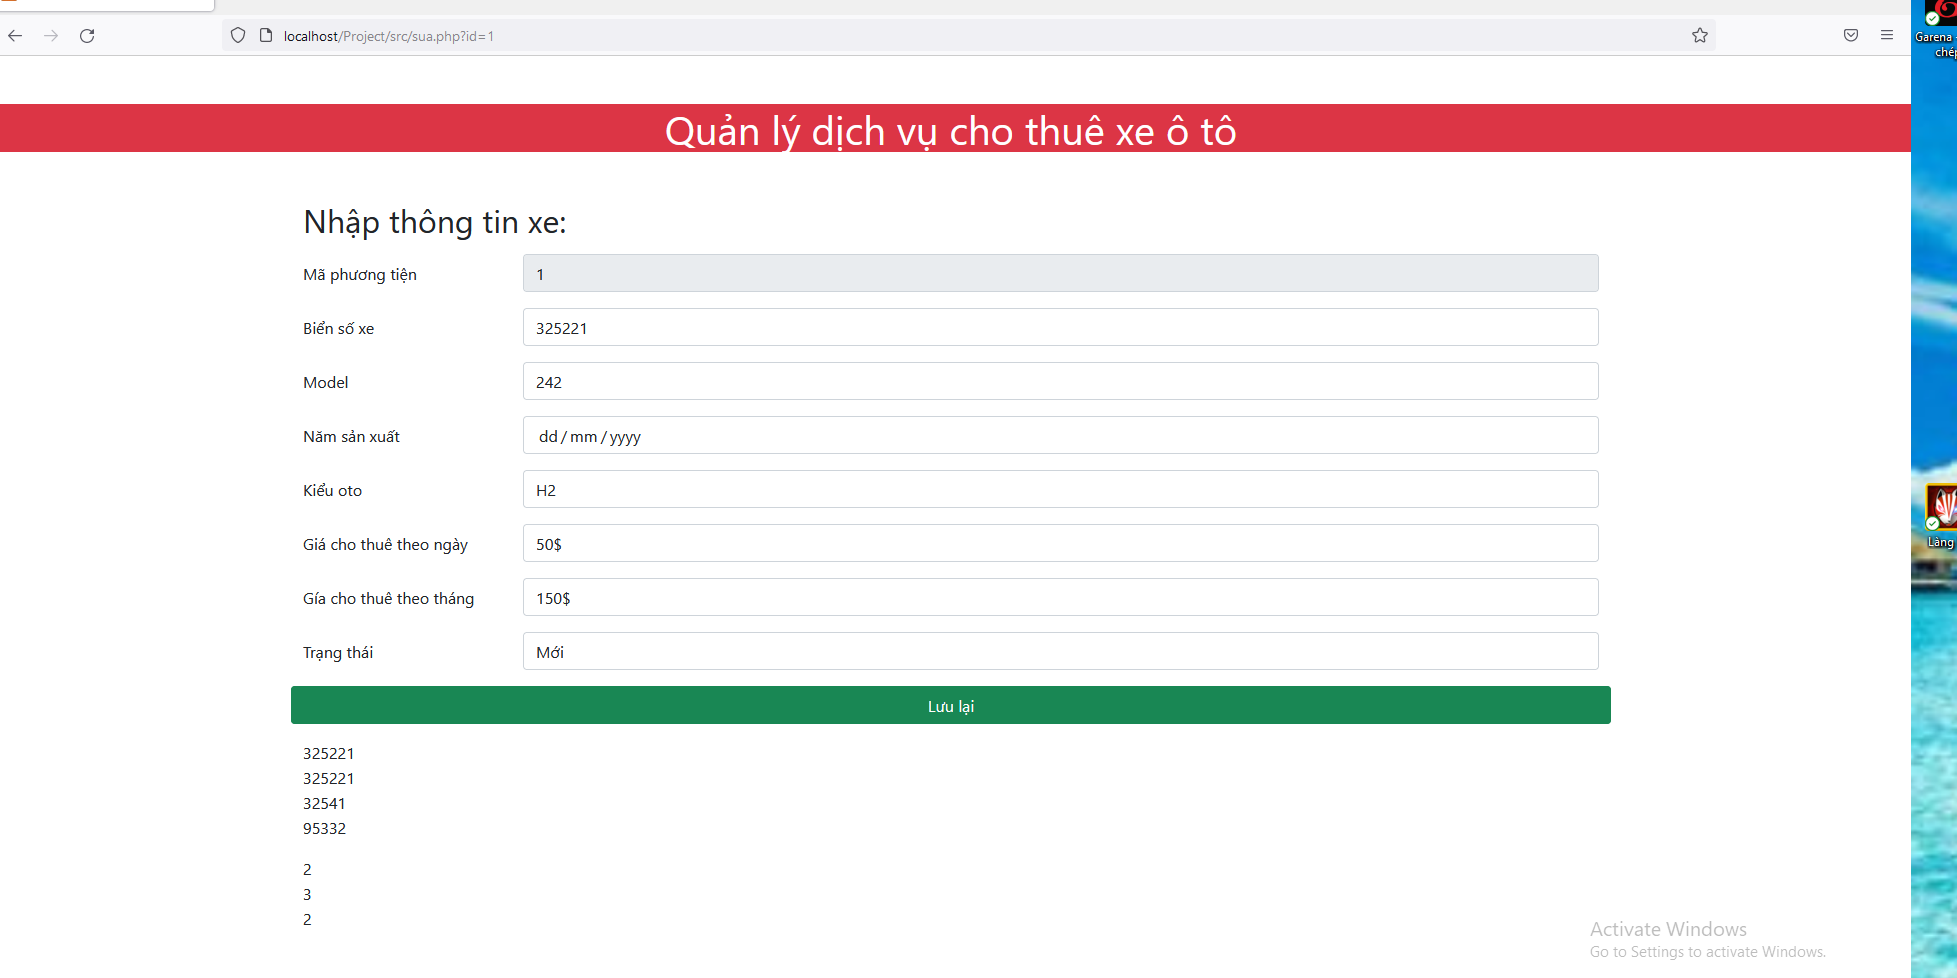 localhost/Project/src/sua.php?id=1
Garena
chép
Quản lý dịch vụ cho thuê xe ô tô
Nhập thông tin xe:
Mã phương tiện
1
Biển số xe
325221
Model
242
Năm sản xuất
dd/mm/yyyy
Kiểu oto
H2
Giá cho thuê theo ngày
50$
Gía cho thuê theo tháng
150$
Trạng thái
Mới
Làng
Lưu lại
325221
325221
32541
95332
2
3
2
Activate Windows
Go to Settings to activate Windows.